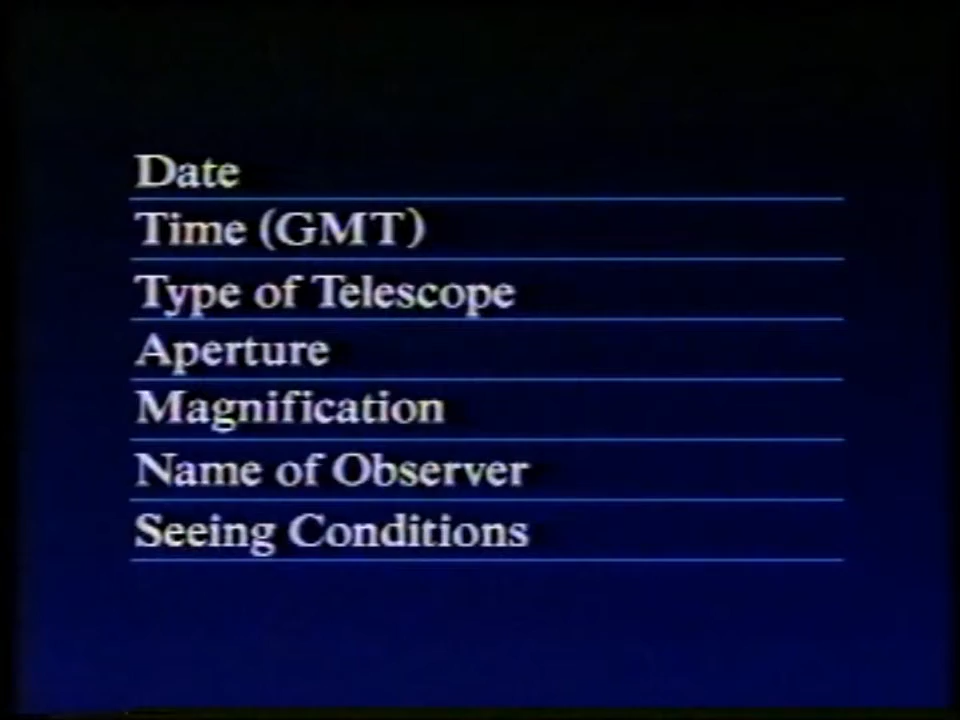 Date
Time (GMT)
Type of Telescope
Aperture
Magnification
Name of Observer
Seeing Conditions